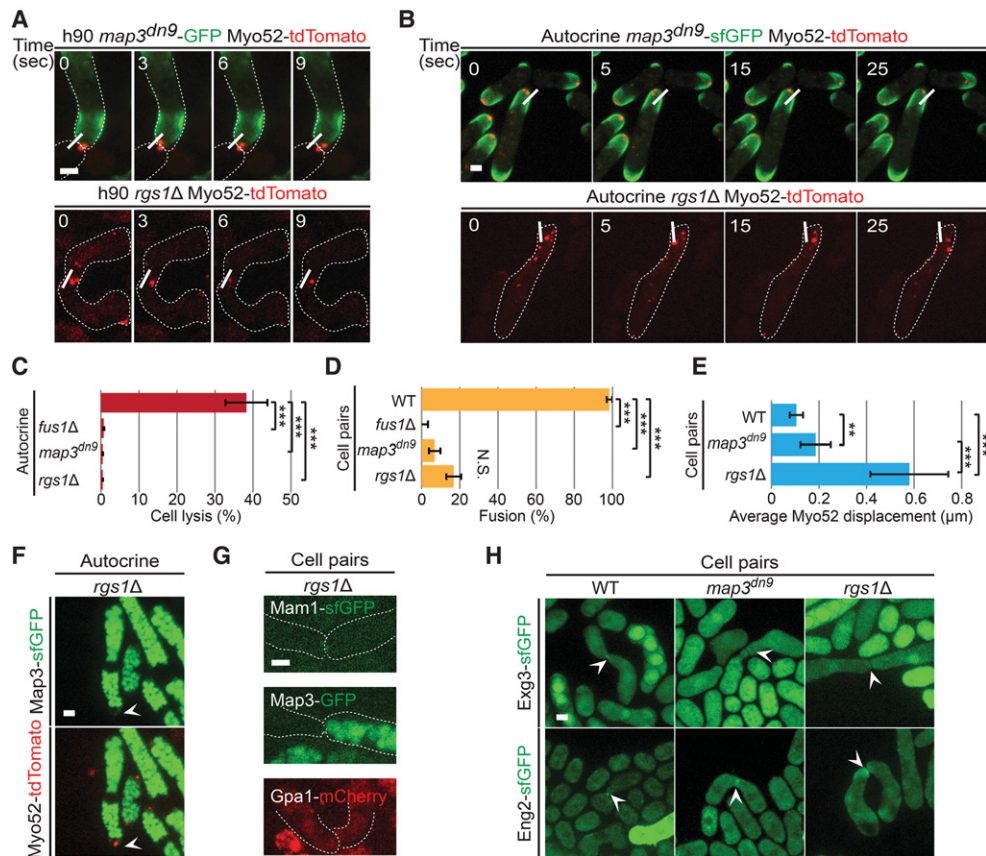 A
h90 map3dn9-GFP Myo52-tdTomato
Time (sec)
0 3 6 9
h90 rgs1Δ Myo52-tdTomato
0 3 6 9
B
Autocrine map3dn9-sfGFP Myo52-tdTomato
Time (sec)
0 5 15 25
Autocrine rgs1Δ Myo52-tdTomato
0 5 15 25
C
Autocrine
fus1Δ
map3dn9
rgs1Δ
***
***
***
0 10 20 30 40 50
Cell lysis (%)
D
Cell pairs
WT
fus1Δ
map3dn9
rgs1Δ
N.S.
***
***
***
0 20 40 60 80 100
Fusion (%)
E
Cell pairs
WT
map3dn9
rgs1Δ
**
***
***
0 0.2 0.4 0.6 0.8
Average Myo52 displacement (μm)
F
Autocrine
rgs1Δ
Myo52-tdTomato Map3-sfGFP
G
Cell pairs
rgs1Δ
Mam1-sfGFP
Map3-GFP
Gpa1-mCherry
H
Cell pairs
WT map3dn9 rgs1Δ
Exg3-sfGFP
Eng2-sfGFP